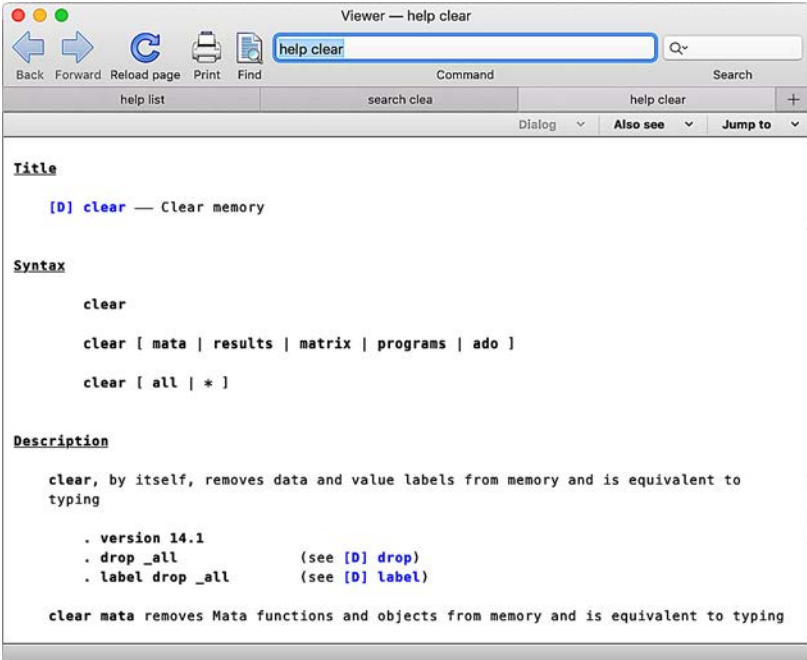 Viewer — help clear
help clear
Back Forward Reload page Print Find Command Search
help list search clea help clear +
Dialog Also see Jump to
Title
[D] clear — Clear memory
Syntax
clear
clear [ mata | results | matrix | programs | ado ]
clear [ all | * ]
Description
clear, by itself, removes data and value labels from memory and is equivalent to
typing
. version 14.1
. drop _all (see [D] drop)
. label drop _all (see [D] label)
clear mata removes Mata functions and objects from memory and is equivalent to typing